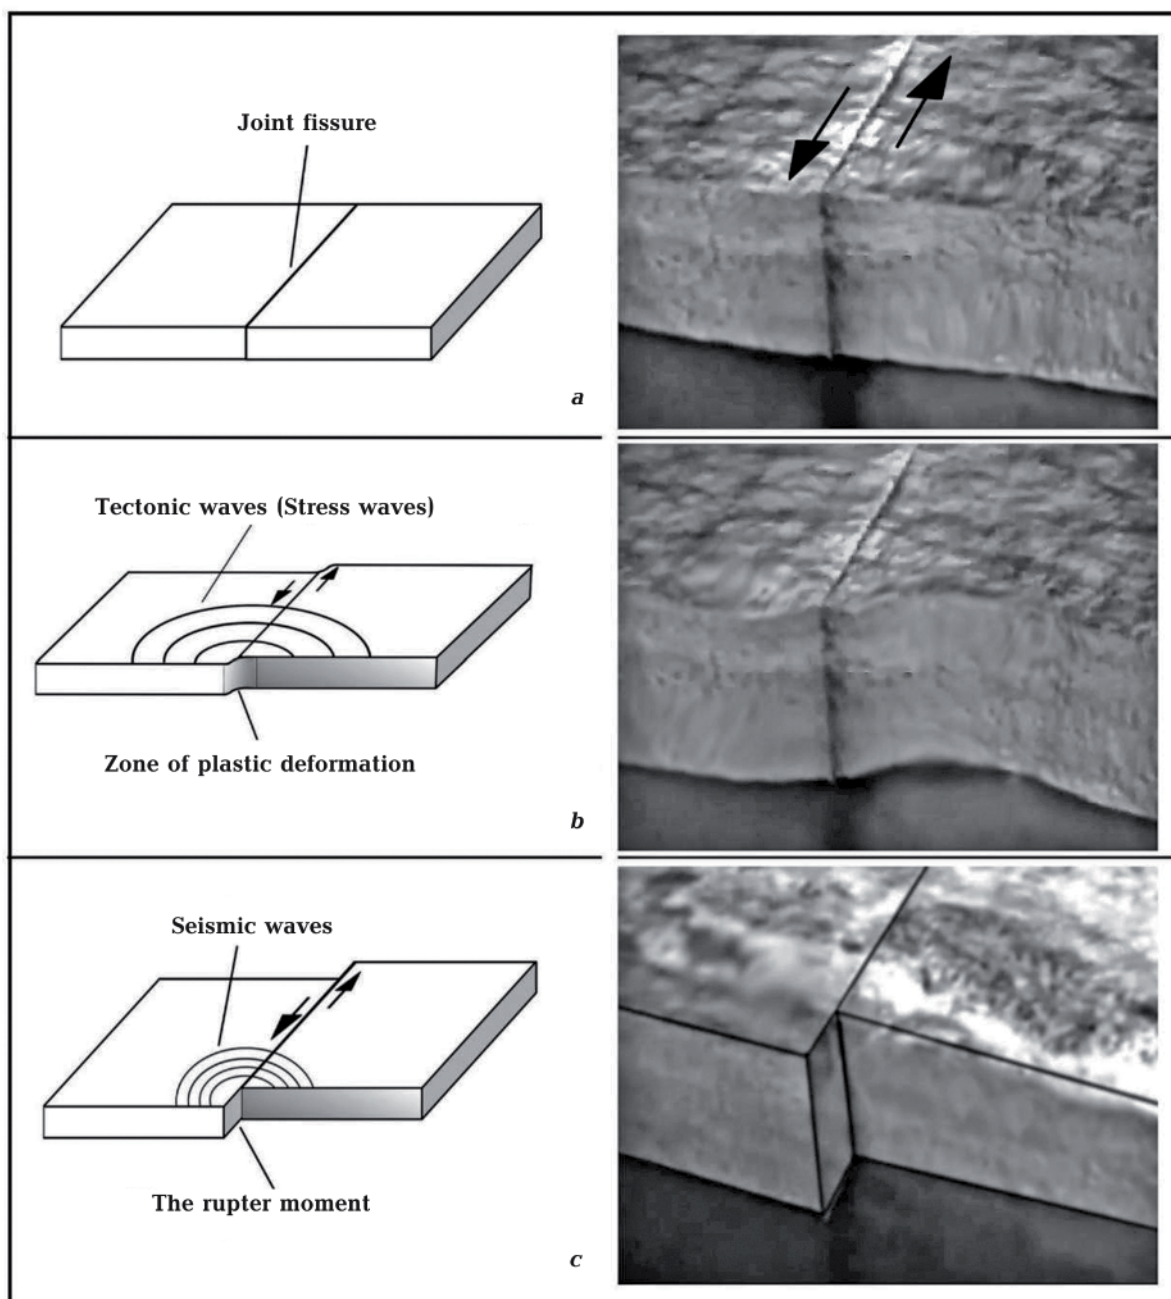 Joint fissure
a
Tectonic waves (Stress waves)
Zone of plastic deformation
b
Seismic waves
The rupter moment
c